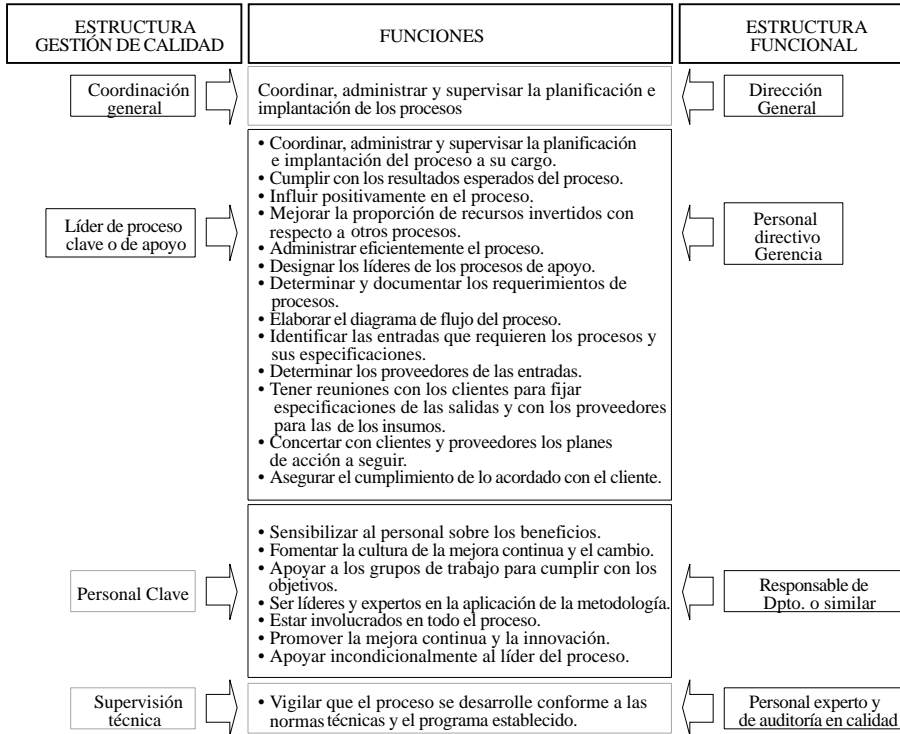 ESTRUCTURA
GESTIÓN DE CALIDAD
FUNCIONES
ESTRUCTURA
FUNCIONAL
Coordinación
general
Coordinar, administrar y supervisar la planificación e
implantación de los procesos
Dirección
General
Líder de proceso
clave o de apoyo
• Coordinar, administrar y supervisar la planificación
e implantación del proceso a su cargo.
• Cumplir con los resultados esperados del proceso.
• Influir positivamente en el proceso.
• Mejorar la proporción de recursos invertidos con
respecto a otros procesos.
• Administrar eficientemente el proceso.
• Designar los líderes de los procesos de apoyo.
• Determinar y documentar los requerimientos de
procesos.
• Elaborar el diagrama de flujo del proceso.
• Identificar las entradas que requieren los procesos y
sus especificaciones.
• Determinar los proveedores de las entradas.
• Tener reuniones con los clientes para fijar
especificaciones de las salidas y con los proveedores
para las de los insumos.
• Concertar con clientes y proveedores los planes
de acción a seguir.
• Asegurar el cumplimiento de lo acordado con el cliente.
Personal
directivo
Gerencia
Personal Clave
• Sensibilizar al personal sobre los beneficios.
• Fomentar la cultura de la mejora continua y el cambio.
• Apoyar a los grupos de trabajo para cumplir con los
objetivos.
• Ser líderes y expertos en la aplicación de la metodología.
• Estar involucrados en todo el proceso.
• Promover la mejora continua y la innovación.
• Apoyar incondicionalmente al líder del proceso.
Responsable de
Dpto. o similar
Supervisión
técnica
• Vigilar que el proceso se desarrolle conforme a las
normas técnicas y el programa establecido.
Personal experto y
de auditoría en calidad